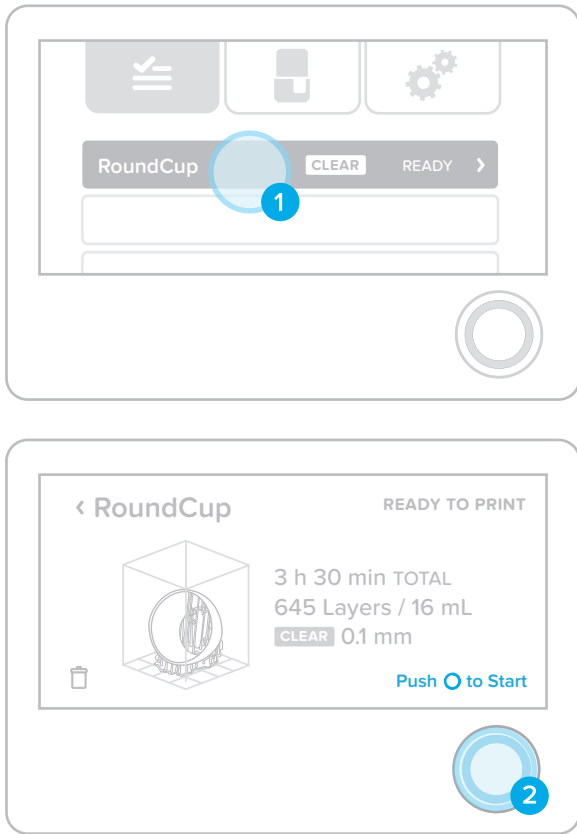 RoundCup CLEAR READY ›
1
‹ RoundCup READY TO PRINT
3 h 30 min TOTAL
645 Layers / 16 mL
CLEAR 0.1 mm
Push O to Start
2